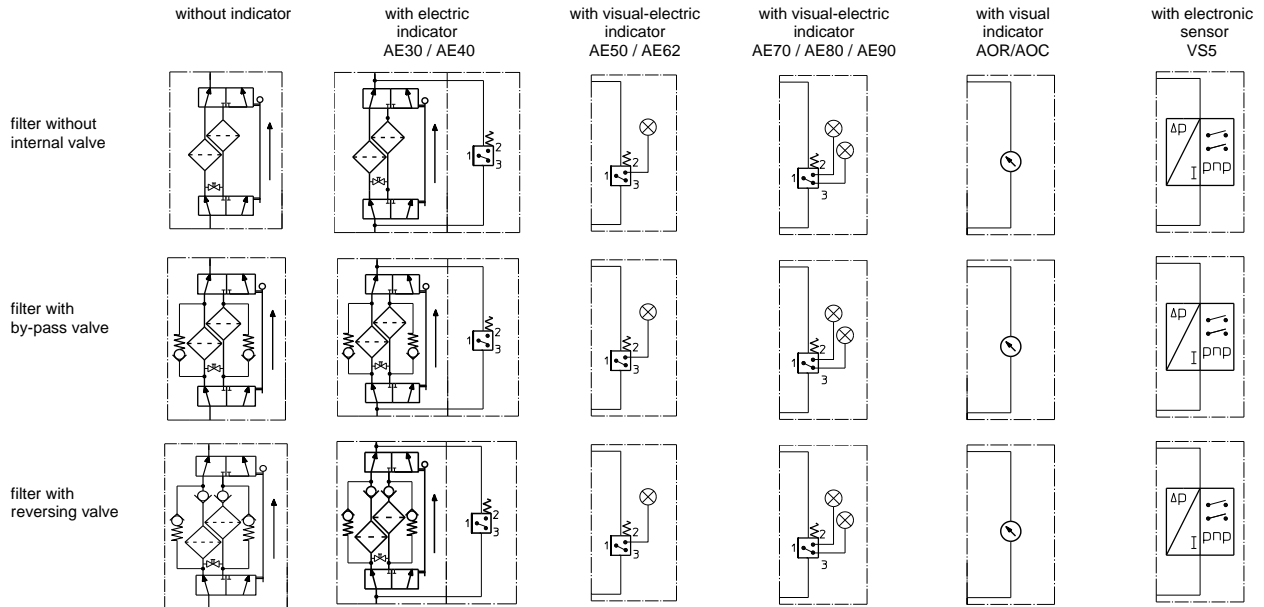 without indicator
with electric
indicator
AE30 / AE40
with visual-electric
indicator
AE50 / AE62
with visual-electric
indicator
AE70 / AE80 / AE90
with visual
indicator
AOR/AOC
with electronic
sensor
VS5
filter without
internal valve
1 2 3
1 2 3
1 2 3
Δp
I pnp
filter with
by-pass valve
1 2 3
1 2 3
1 2 3
Δp
I pnp
filter with
reversing valve
1 2 3
1 2 3
1 2 3
Δp
I pnp